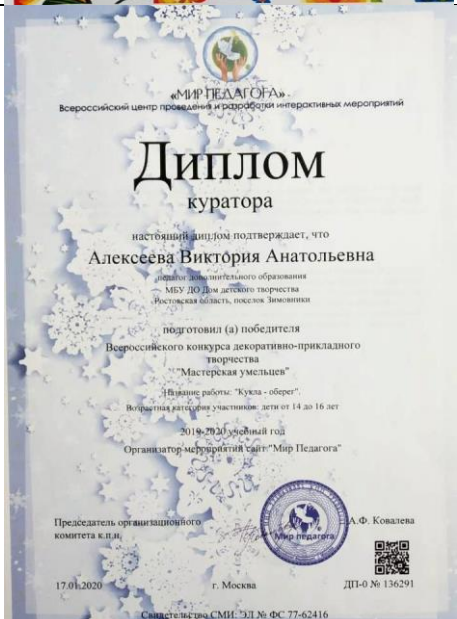 «МИР ПЕДАГОГА»
Всероссийский центр проведения и разработки интерактивных мероприятий
Диплом
куратора
настоящий диплом подтверждает, что
Алексеева Виктория Анатольевна
педагог дополнительного образования
МБУ ДО Дом детского творчества
Ростовская область, поселок Зимовники
подготовил (а) победителя
Всероссийского конкурса декоративно-прикладного
творчества
"Мастерская умельцев"
Название работы: "Кукла - оберег".
Возрастная категория участников: дети от 14 до 16 лет
2019-2020 учебный год
Организатор мероприятий сайт "Мир Педагога"
Председатель организационного
комитета к.п.н.
Мир педагога
А.Ф. Ковалева
17.01.2020 г. Москва ДП-0 № 136291
Свидетельство СМИ: ЭЛ № ФС 77-62416